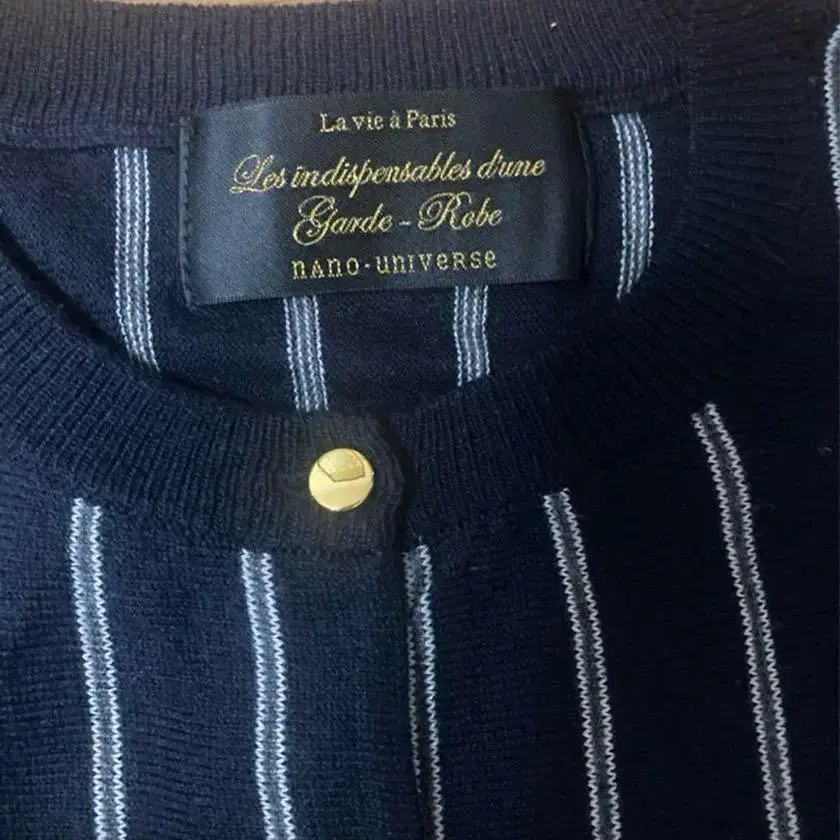 La vie à Paris
Les indispensables d'une
Garde - Robe
nano・universe